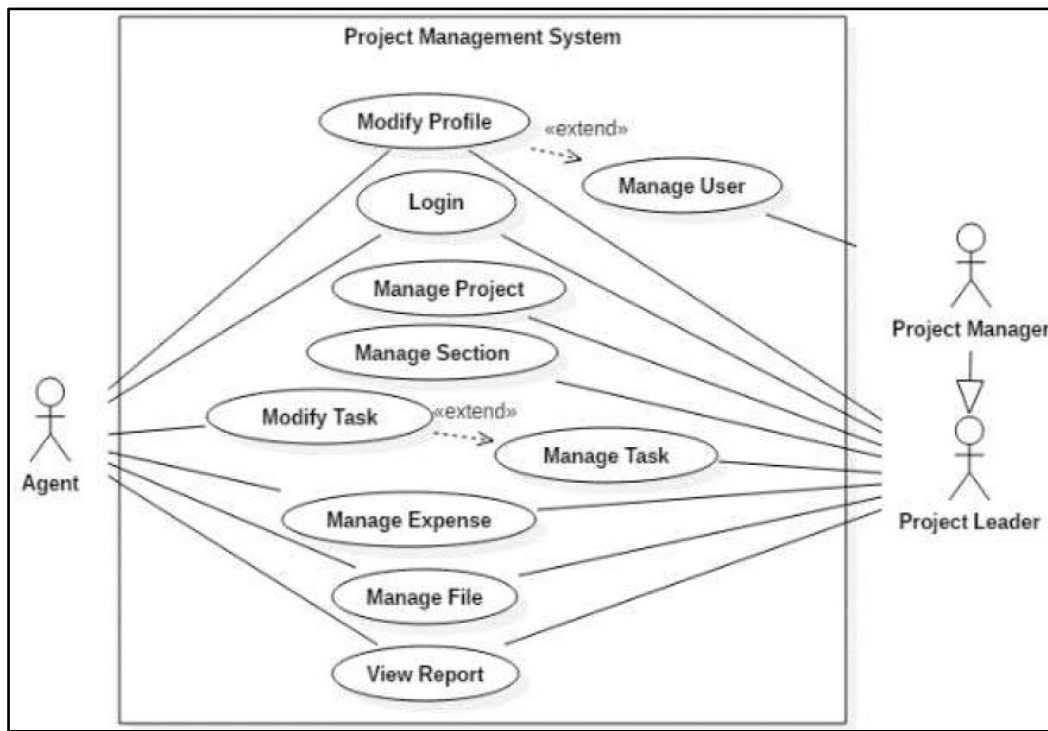 Project Management System
Modify Profile
«extend»
Manage User
Login
Manage Project
Project Manager
Manage Section
Modify Task
«extend»
Manage Task
Agent
Manage Expense
Project Leader
Manage File
View Report